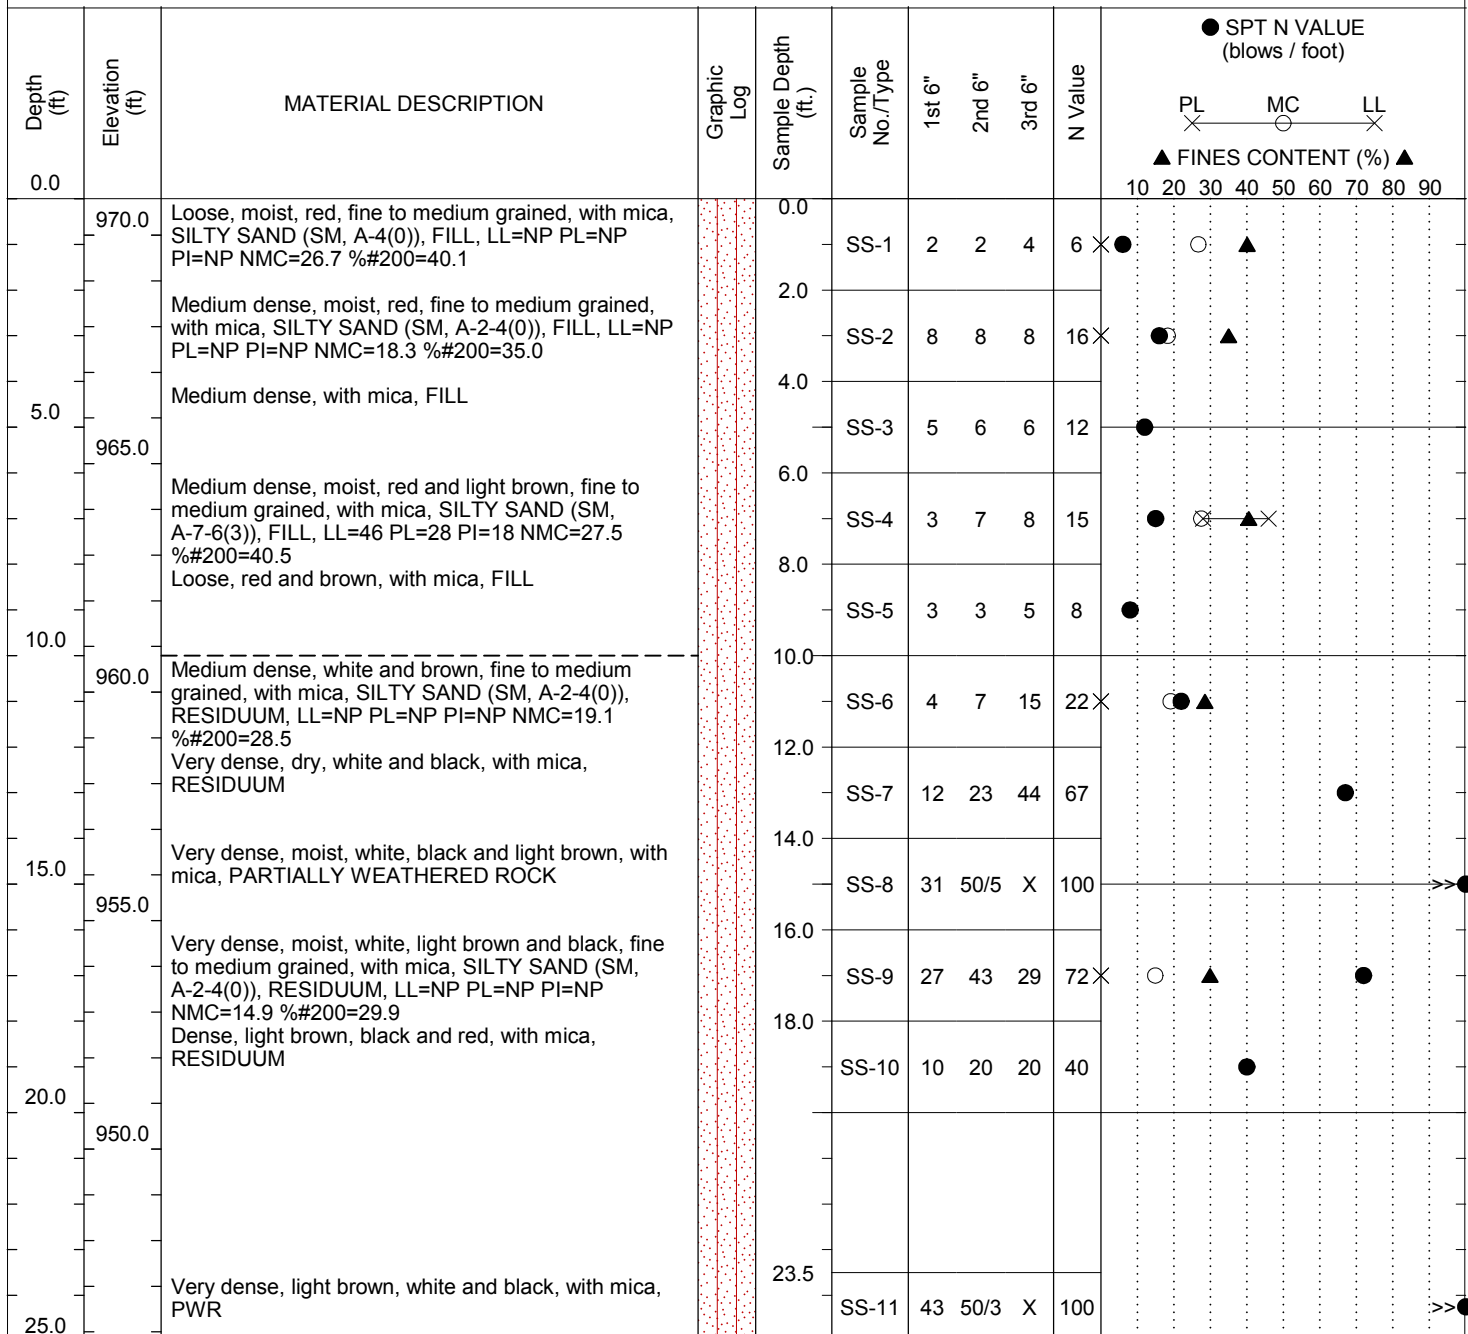 ● SPT N VALUE
(blows / foot)
PL MC LL
▲ FINES CONTENT (%) ▲
10 20 30 40 50 60 70 80 90
Depth
(ft)
Elevation
(ft)
MATERIAL DESCRIPTION
Graphic
Log
Sample Depth
(ft.)
Sample
No./Type
1st 6"
2nd 6"
3rd 6"
N Value
0.0
970.0
Loose, moist, red, fine to medium grained, with mica,
SILTY SAND (SM, A-4(0)), FILL, LL=NP PL=NP
PI=NP NMC=26.7 %#200=40.1
0.0
SS-1 2 2 4 6
2.0
Medium dense, moist, red, fine to medium grained,
with mica, SILTY SAND (SM, A-2-4(0)), FILL, LL=NP
PL=NP PI=NP NMC=18.3 %#200=35.0
SS-2 8 8 8 16
4.0
Medium dense, with mica, FILL
5.0
SS-3 5 6 6 12
965.0
6.0
Medium dense, moist, red and light brown, fine to
medium grained, with mica, SILTY SAND (SM,
A-7-6(3)), FILL, LL=46 PL=28 PI=18 NMC=27.5
%#200=40.5
SS-4 3 7 8 15
8.0
Loose, red and brown, with mica, FILL
SS-5 3 3 5 8
10.0
10.0
960.0
Medium dense, white and brown, fine to medium
grained, with mica, SILTY SAND (SM, A-2-4(0)),
RESIDUUM, LL=NP PL=NP PI=NP NMC=19.1
%#200=28.5
SS-6 4 7 15 22
12.0
Very dense, dry, white and black, with mica,
RESIDUUM
SS-7 12 23 44 67
14.0
Very dense, moist, white, black and light brown, with
mica, PARTIALLY WEATHERED ROCK
15.0
SS-8 31 50/5 X 100 >>
955.0
16.0
Very dense, moist, white, light brown and black, fine
to medium grained, with mica, SILTY SAND (SM,
A-2-4(0)), RESIDUUM, LL=NP PL=NP PI=NP
NMC=14.9 %#200=29.9
SS-9 27 43 29 72
18.0
Dense, light brown, black and red, with mica,
RESIDUUM
SS-10 10 20 20 40
20.0
950.0
23.5
Very dense, light brown, white and black, with mica,
PWR
SS-11 43 50/3 X 100 >>
25.0